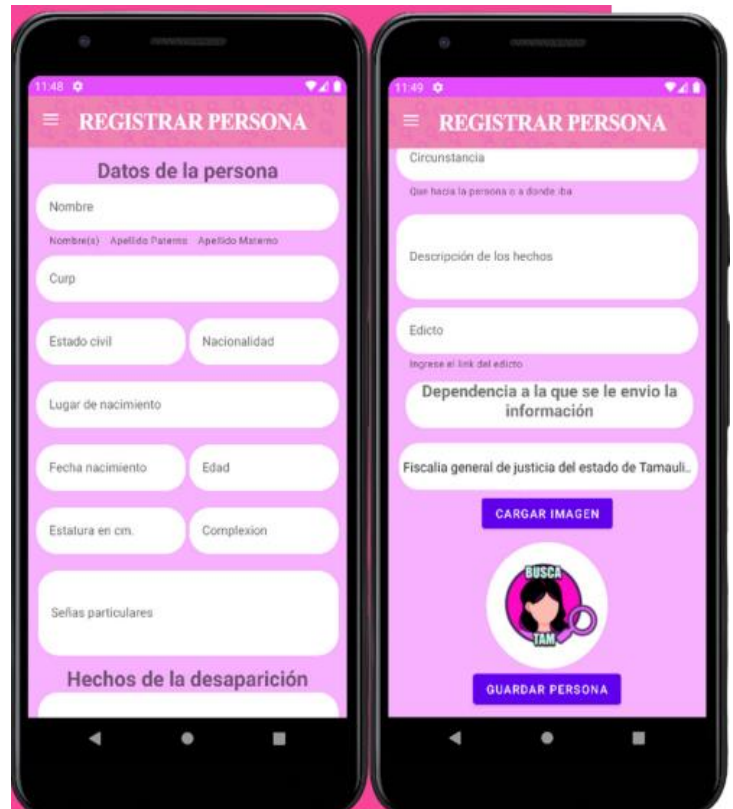 11:48
REGISTRAR PERSONA
Datos de la persona
Nombre
Nombre(s) Apellido Paterno Apellido Materno
Curp
Estado civil Nacionalidad
Lugar de nacimiento
Fecha nacimiento Edad
Estatura en cm. Complexion
Señas particulares
Hechos de la desaparición
11:49
REGISTRAR PERSONA
Circunstancia
Que hacia la persona o a donde iba
Descripción de los hechos
Edicto
Ingrese el link del edicto
Dependencia a la que se le envio la
información
Fiscalia general de justicia del estado de Tamauli..
CARGAR IMAGEN
BUSCA
TAM
GUARDAR PERSONA